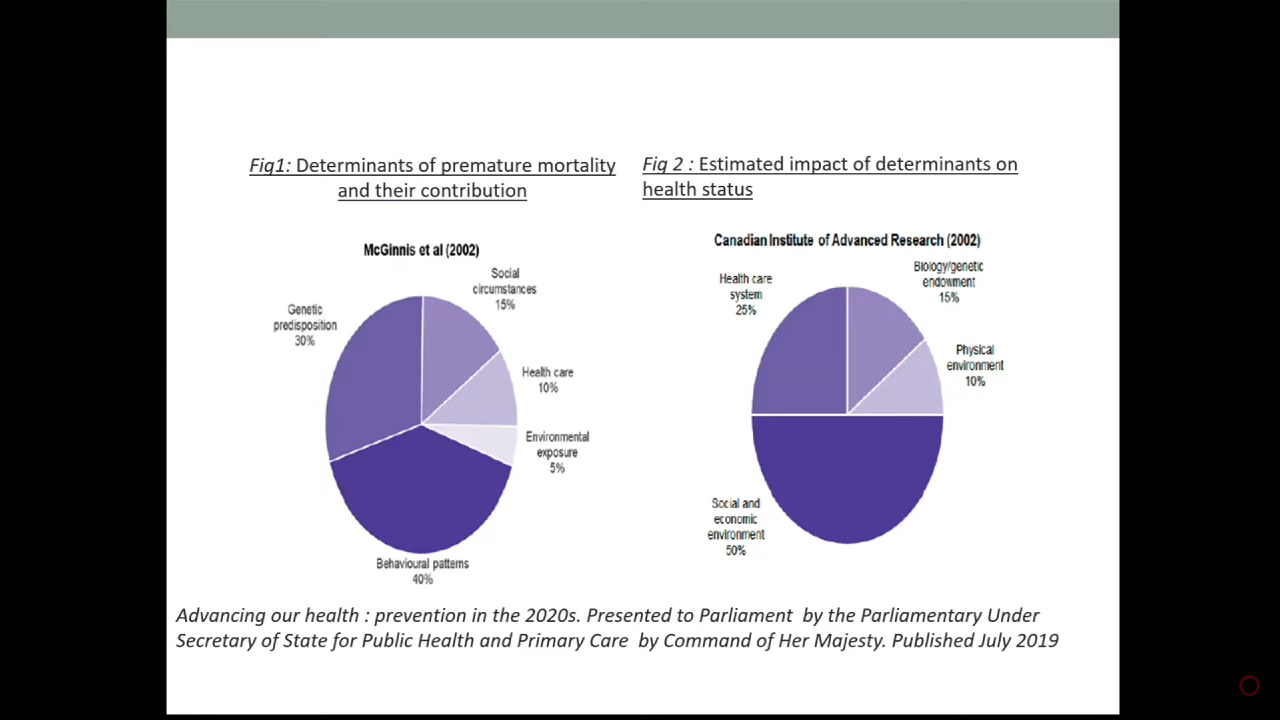 Fig1: Determinants of premature mortality
and their contribution
McGinnis et al (2002)
Social
circumstances
15%
Genetic
predisposition
30%
Health care
10%
Environmental
exposure
5%
Behavioural patterns
40%
Fig 2 : Estimated impact of determinants on
health status
Canadian Institute of Advanced Research (2002)
Biology/genetic
endowment
15%
Health care
system
25%
Physical
environment
10%
Social and
economic
environment
50%
Advancing our health : prevention in the 2020s. Presented to Parliament by the Parliamentary Under
Secretary of State for Public Health and Primary Care by Command of Her Majesty. Published July 2019